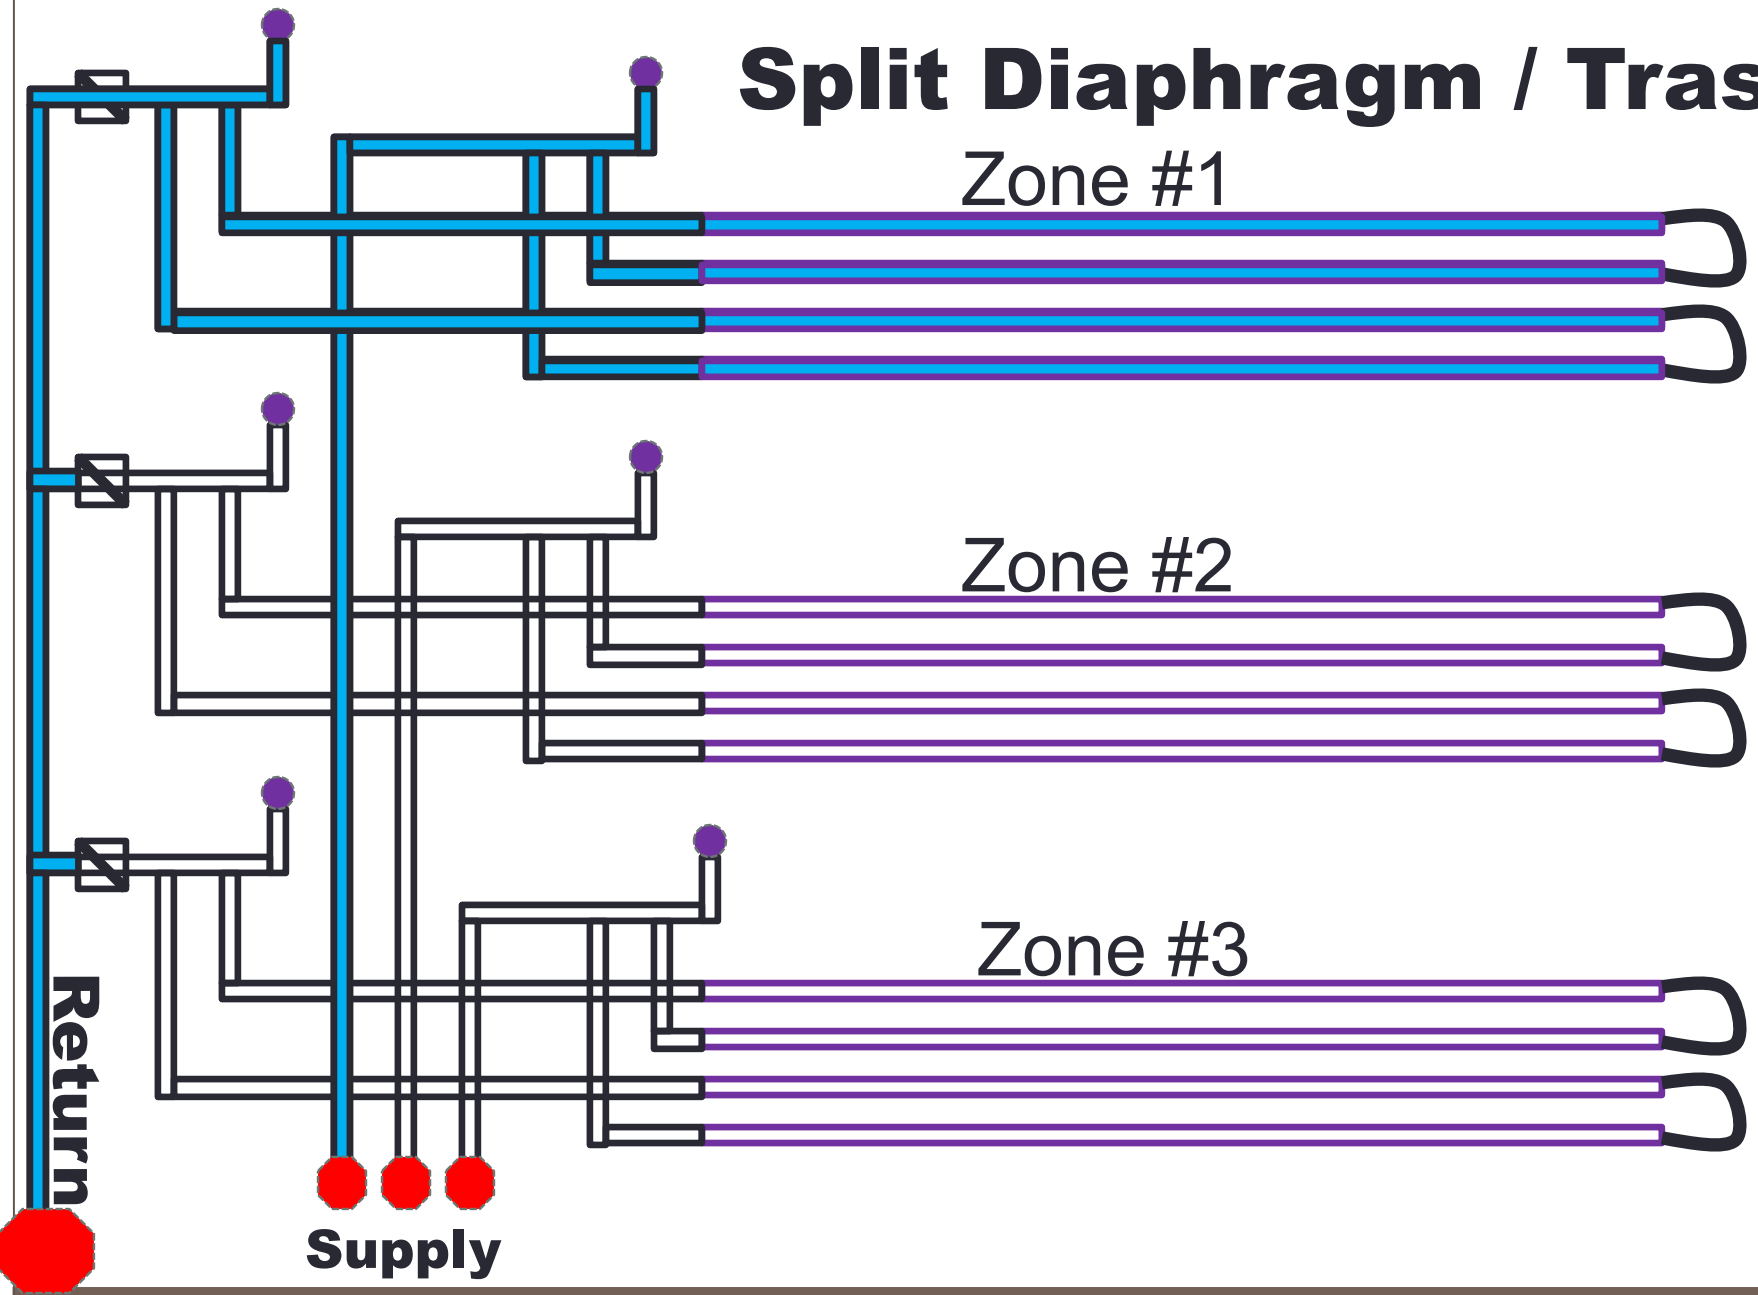 Split Diaphragm / Tras
Zone #1
Zone #2
Zone #3
Return
Supply